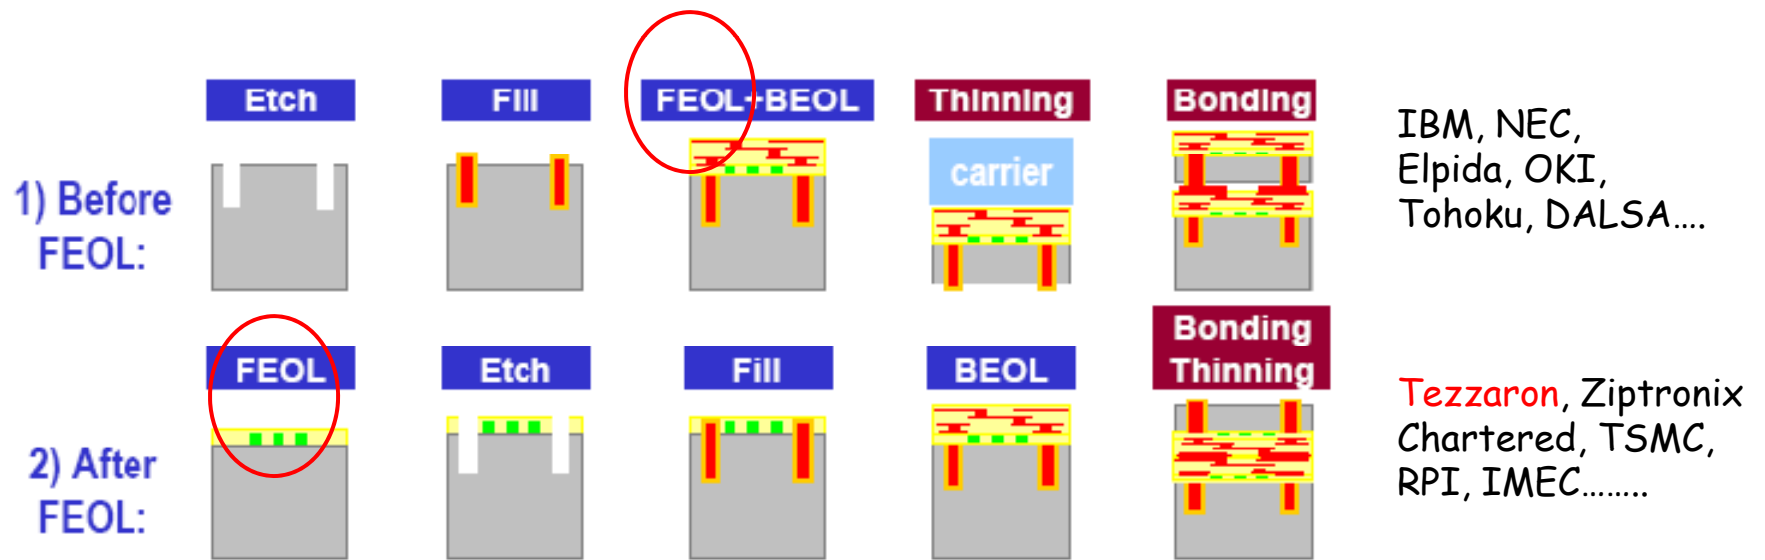 Etch
Fill
FEOL+BEOL
Thinning
Bonding
carrier
1) Before
FEOL:
IBM, NEC,
Elpida, OKI,
Tohoku, DALSA....
FEOL
Etch
Fill
BEOL
Bonding
Thinning
2) After
FEOL:
Tezzaron, Ziptronix
Chartered, TSMC,
RPI, IMEC........